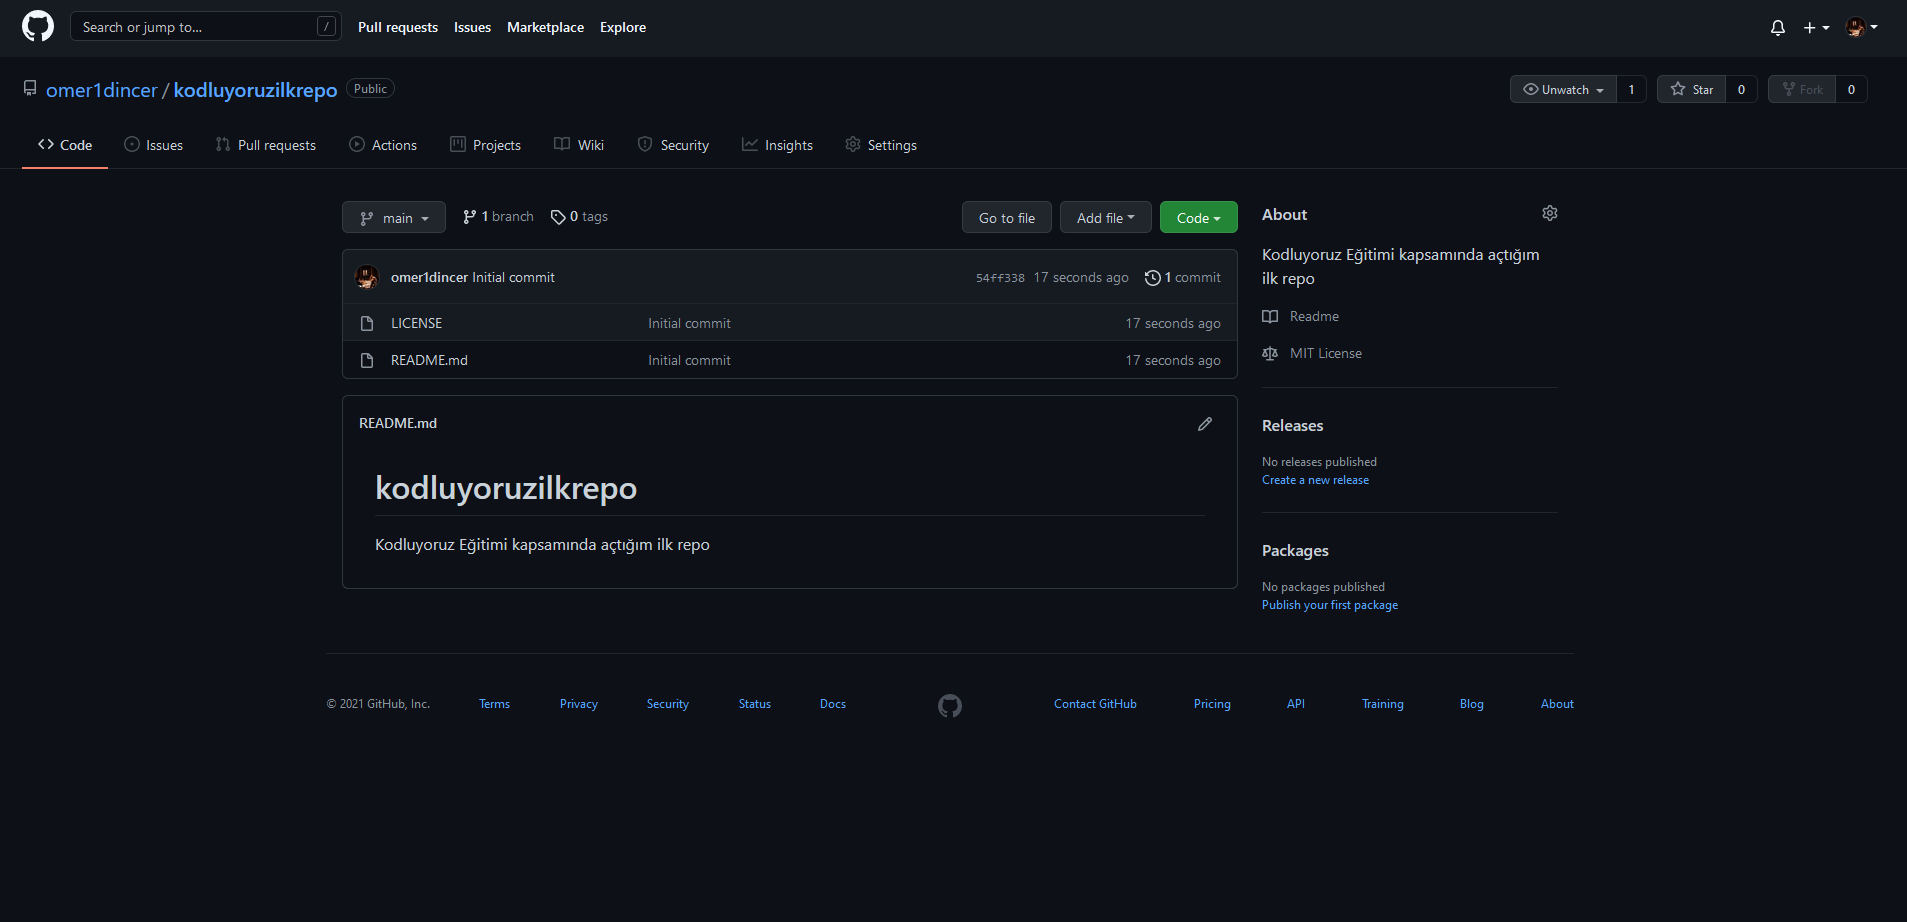 Search or jump to... / Pull requests Issues Marketplace Explore
omer1dincer / kodluyoruzilkrepo Public Unwatch 1 Star 0 Fork 0
Code Issues Pull requests Actions Projects Wiki Security Insights Settings
main 1 branch 0 tags Go to file Add file Code
omer1dincer Initial commit 54ff338 17 seconds ago 1 commit
LICENSE Initial commit 17 seconds ago
README.md Initial commit 17 seconds ago
README.md
kodluyoruzilkrepo
Kodluyoruz Eğitimi kapsamında açtığım ilk repo
About
Kodluyoruz Eğitimi kapsamında açtığım
ilk repo
Readme
MIT License
Releases
No releases published
Create a new release
Packages
No packages published
Publish your first package
© 2021 GitHub, Inc. Terms Privacy Security Status Docs Contact GitHub Pricing API Training Blog About